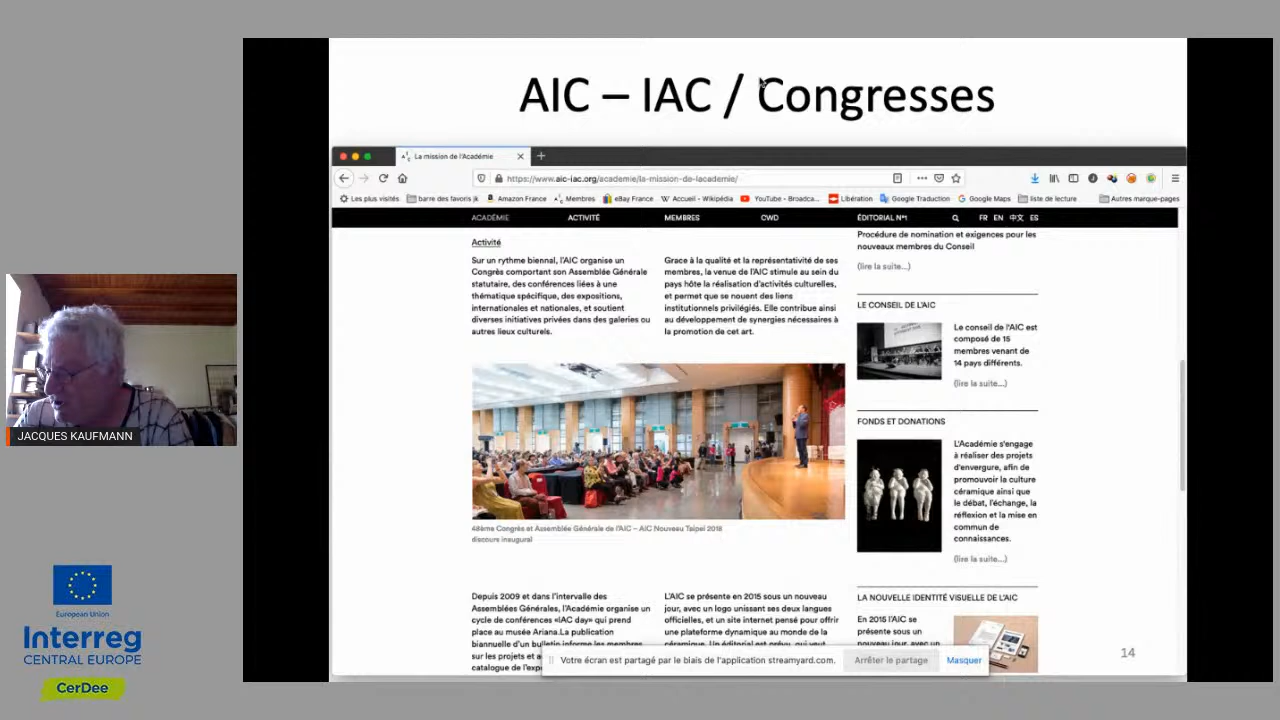 AIC – IAC / Congresses
La mission de l'Académie
https://www.aic-iac.org/academie/la-mission-de-lacademie/
Les plus visités
barre des favoris jk
Amazon France
Membres
eBay France
Accueil - Wikipédia
YouTube - Broadca...
Libération
Google Traduction
Google Maps
liste de lecture
Autres marque-pages
ACADÉMIE
ACTIVITÉ
MEMBRES
CWD
ÉDITORIAL N°1
FR EN 中文 ES
Activité
Sur un rythme biennal, l'AIC organise un
Congrès comportant son Assemblée Générale
statutaire, des conférences liées à une
thématique spécifique, des expositions,
internationales et nationales, et soutient
diverses initiatives privées dans des galeries ou
autres lieux culturels.
Grace à la qualité et la représentativité de ses
membres, la venue de l'AIC stimule au sein du
pays hôte la réalisation d'activités culturelles,
et permet que se nouent des liens
institutionnels privilégiés. Elle contribue ainsi
au développement de synergies nécessaires à
la promotion de cet art.
48ème Congrès et Assemblée Générale de l'AIC – AIC Nouveau Taipei 2018
discours inaugural
Depuis 2009 et dans l'intervalle des
Assemblées Générales, l'Académie organise un
cycle de conférences «IAC day» qui prend
place au musée Ariana.La publication
biannuelle d'un bulletin informe les membres
sur les projets et a
catalogue de l'expo
L'AIC se présente en 2015 sous un nouveau
jour, avec un logo unissant ses deux langues
officielles, et un site internet pensé pour offrir
une plateforme dynamique au monde de la
céramique. Un éditorial est prévu, qui veut
Procédure de nomination et exigences pour les
nouveaux membres du Conseil
(lire la suite...)
LE CONSEIL DE L'AIC
Le conseil de l'AIC est
composé de 15
membres venant de
14 pays différents.
(lire la suite...)
FONDS ET DONATIONS
L'Académie s'engage
à réaliser des projets
d'envergure, afin de
promouvoir la culture
céramique ainsi que
le débat, l'échange, la
réflexion et la mise en
commun de
connaissances.
(lire la suite...)
LA NOUVELLE IDENTITÉ VISUELLE DE L'AIC
En 2015 l'AIC se
présente sous un
nouveau jour, avec un
Votre écran est partagé par le biais de l'application streamyard.com.
Arrêter le partage
Masquer
14
JACQUES KAUFMANN
European Union
Interreg
CENTRAL EUROPE
CerDee